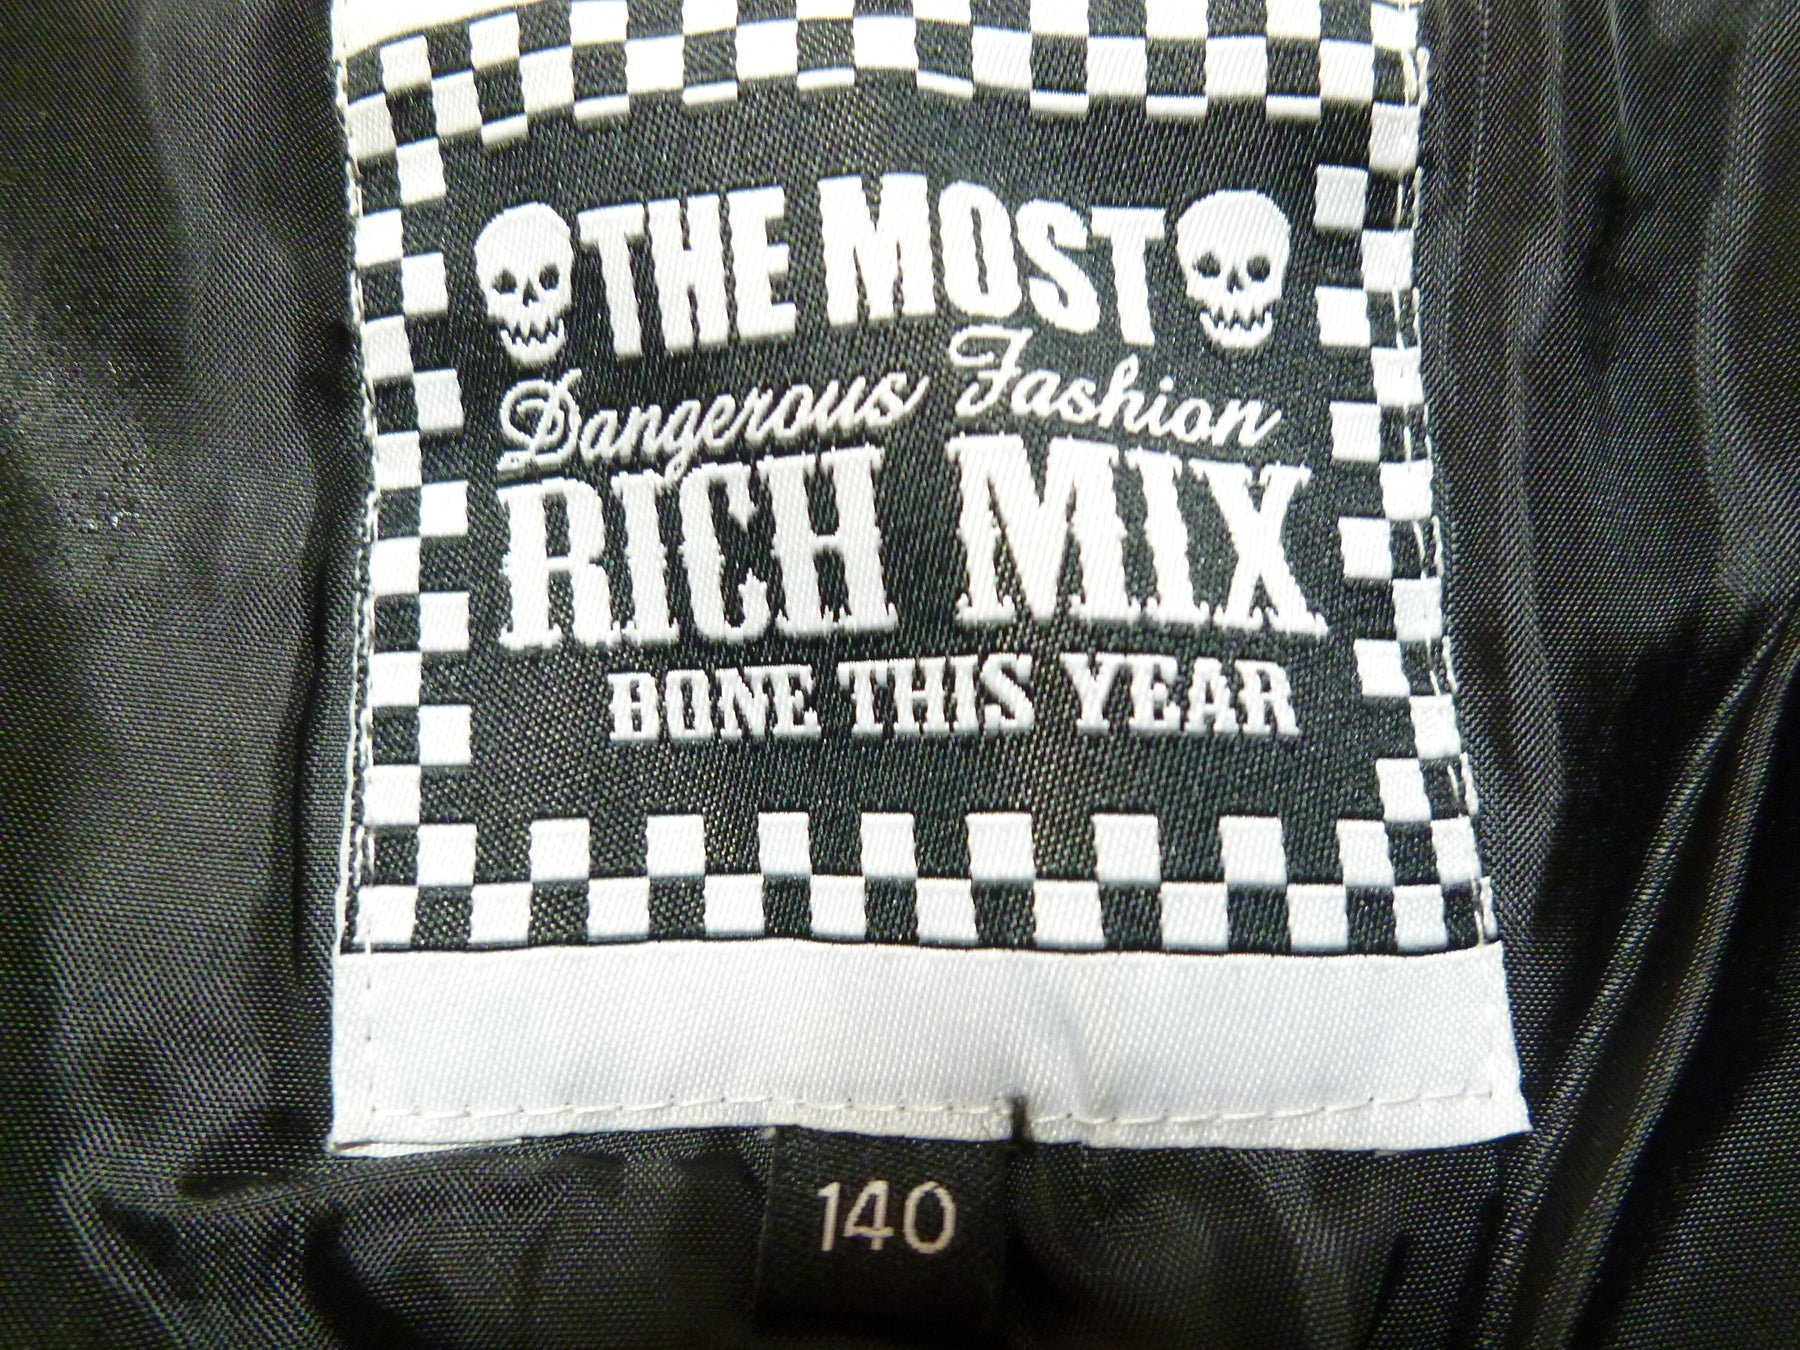 THE MOST
Dangerous Fashion
RICH MIX
BONE THIS YEAR
140